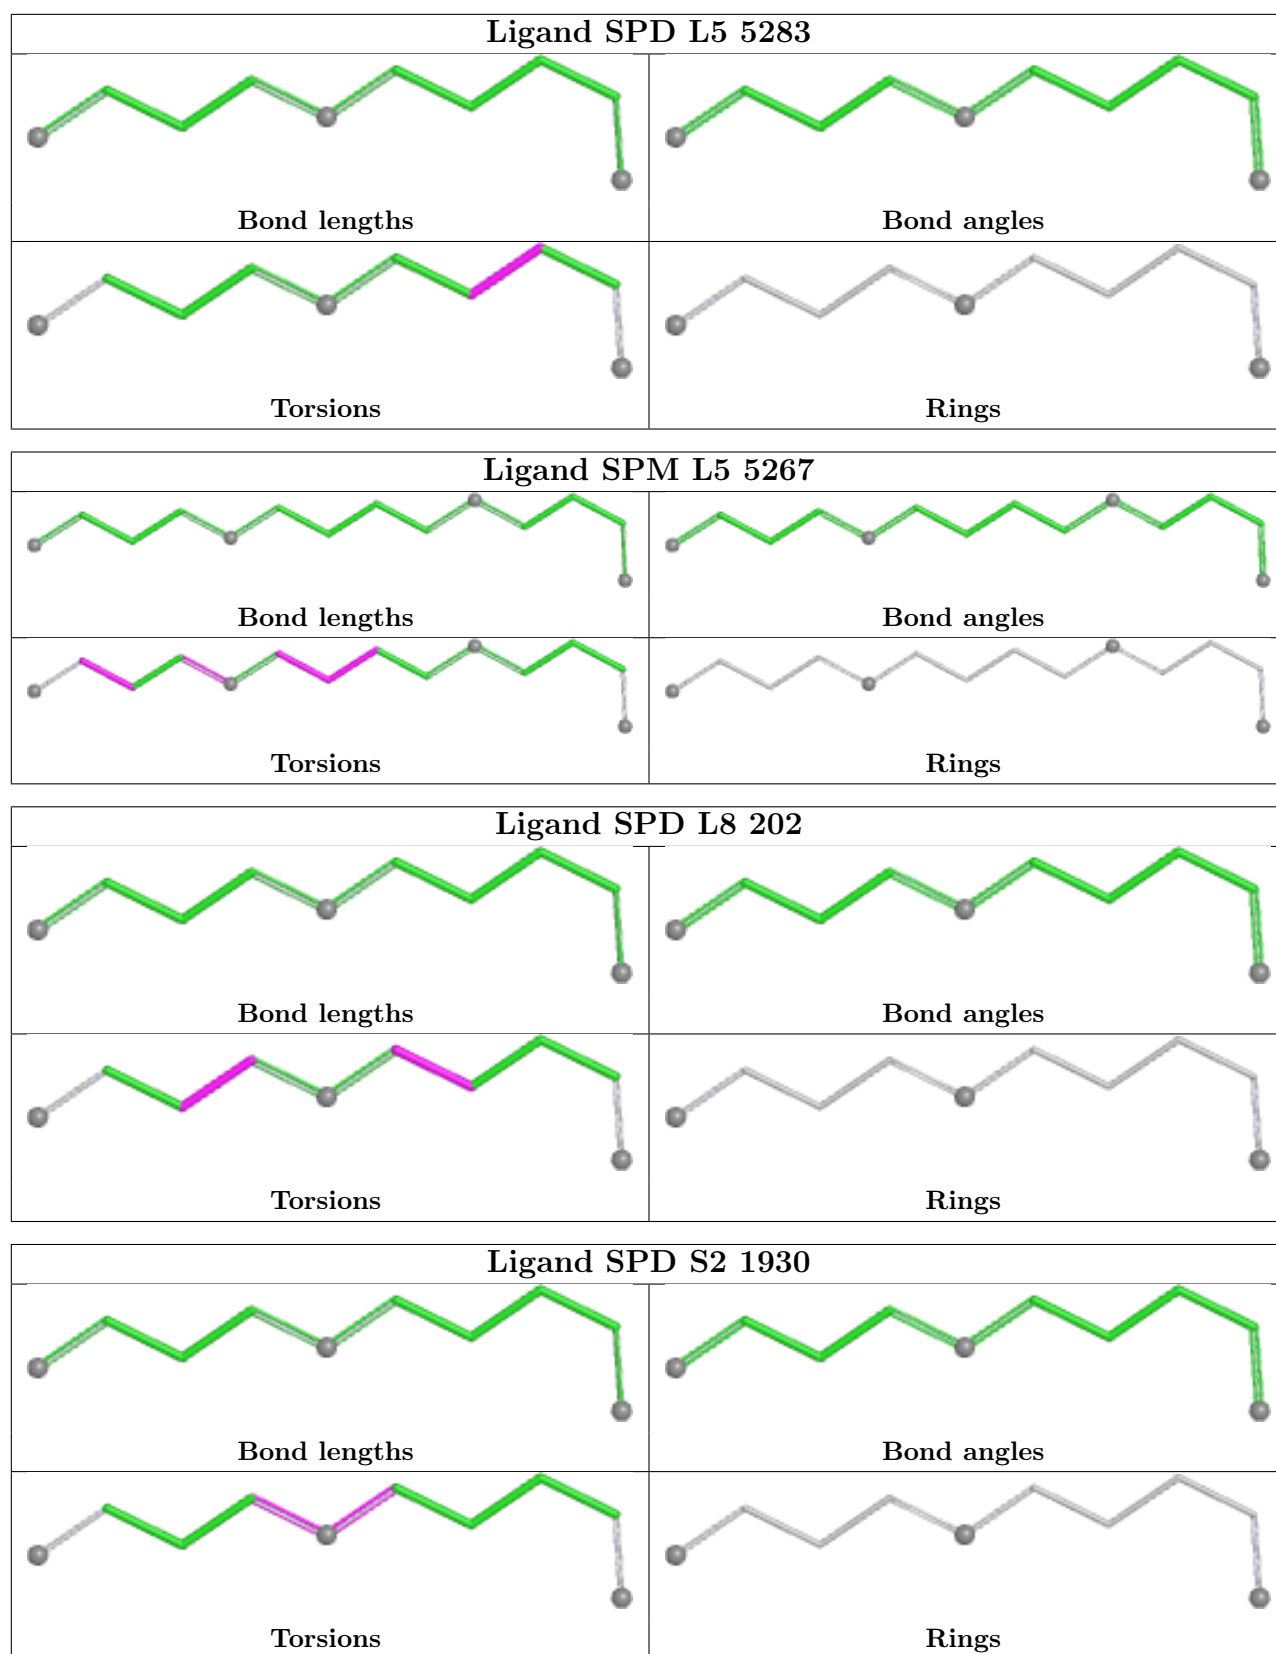 Ligand SPD L5 5283
Bond lengths
Bond angles
Torsions
Rings
Ligand SPM L5 5267
Bond lengths
Bond angles
Torsions
Rings
Ligand SPD L8 202
Bond lengths
Bond angles
Torsions
Rings
Ligand SPD S2 1930
Bond lengths
Bond angles
Torsions
Rings